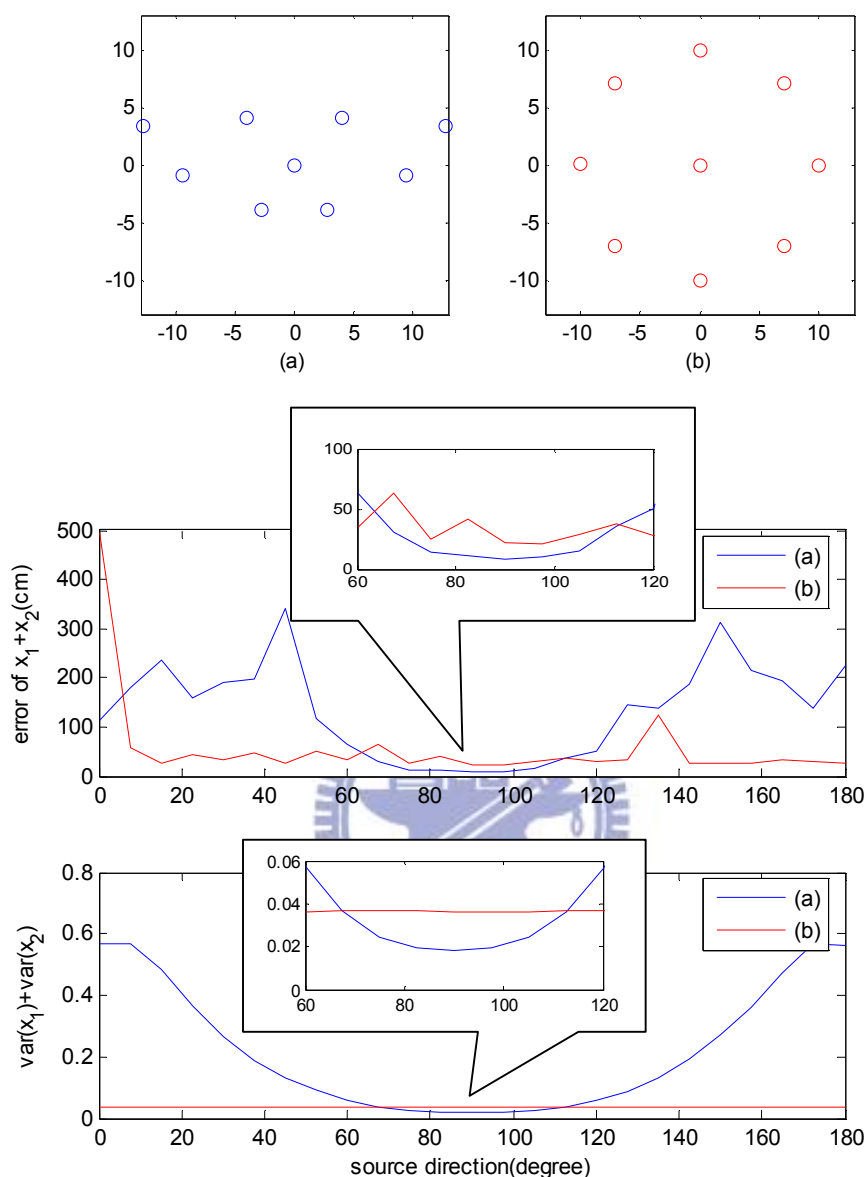 10
5
0
-5
-10
-10 -5 0 5 10
(a)
10
5
0
-5
-10
-10 -5 0 5 10
(b)
100
50
0
60 80 100 120
500
400
300
200
100
0
0 20 40 60 80 100 120 140 160 180
error of x1+x2(cm)
(a)
(b)
0.06
0.04
0.02
0
60 80 100 120
0.8
0.6
0.4
0.2
0
0 20 40 60 80 100 120 140 160 180
var(x1)+var(x2)
(a)
(b)
source direction(degree)